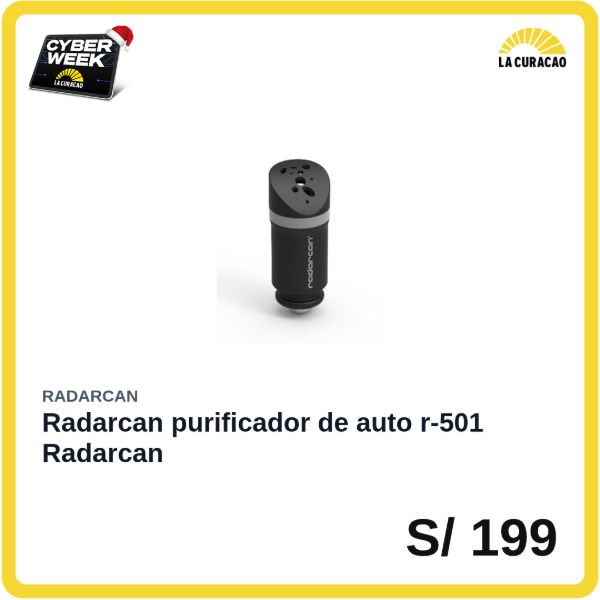 CYBER
WEEK
LA CURACAO
LA CURACAO
radarcan®
RADARCAN
Radarcan purificador de auto r-501
Radarcan
S/ 199